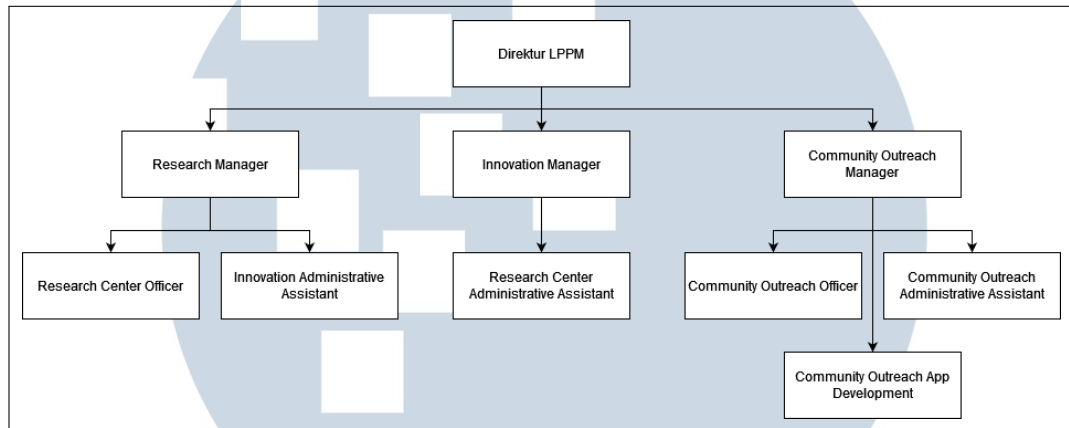 Direktur LPPM
Research Manager
Innovation Manager
Community Outreach
Manager
Research Center Officer
Innovation Administrative
Assistant
Research Center
Administrative Assistant
Community Outreach Officer
Community Outreach
Administrative Assistant
Community Outreach App
Development